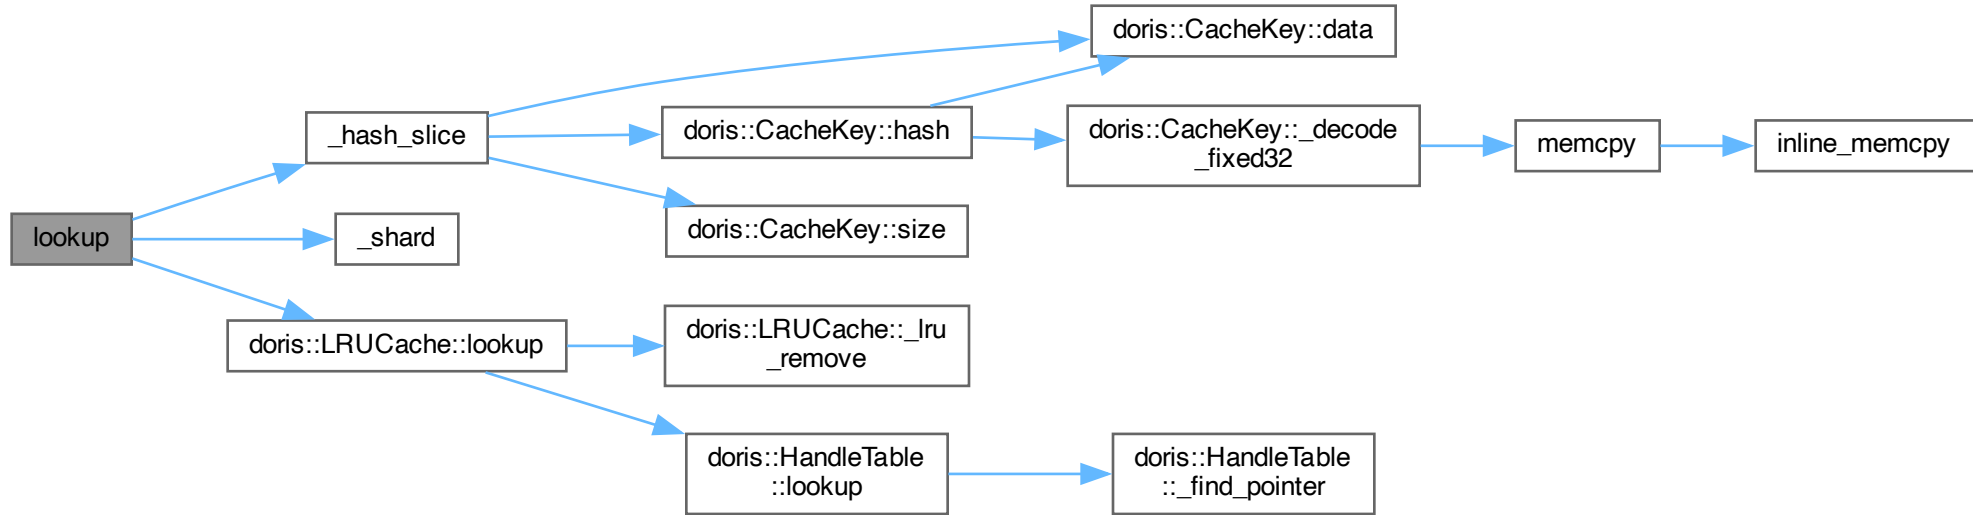 doris::CacheKey::data
_hash_slice
doris::CacheKey::hash
doris::CacheKey::_decode
_fixed32
memcpy
inline_memcpy
lookup
_shard
doris::CacheKey::size
doris::LRUCache::lookup
doris::LRUCache::_lru
_remove
doris::HandleTable
::lookup
doris::HandleTable
::_find_pointer